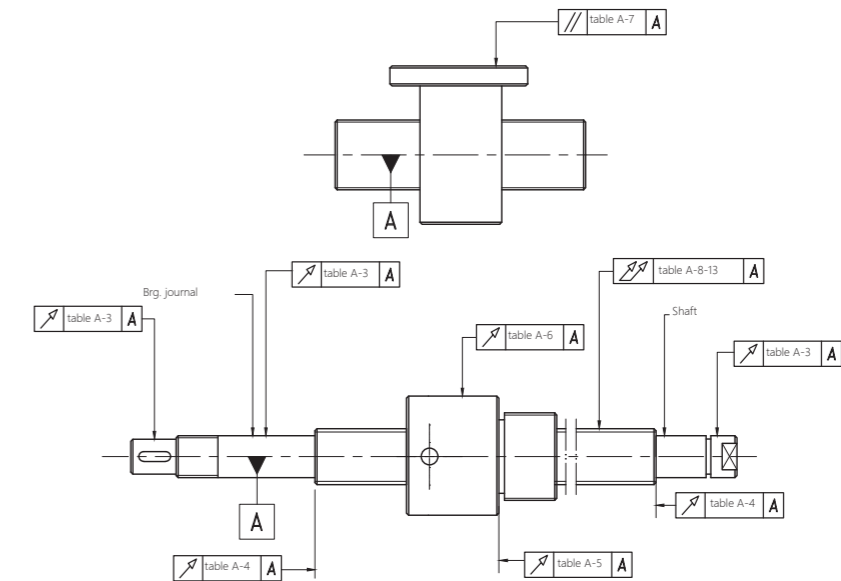 // table A-7 A
A
table A-3 A
table A-8-13 A
Brg. journal
table A-3 A
Shaft
table A-6 A
table A-3 A
A
table A-4 A
table A-4 A
table A-5 A